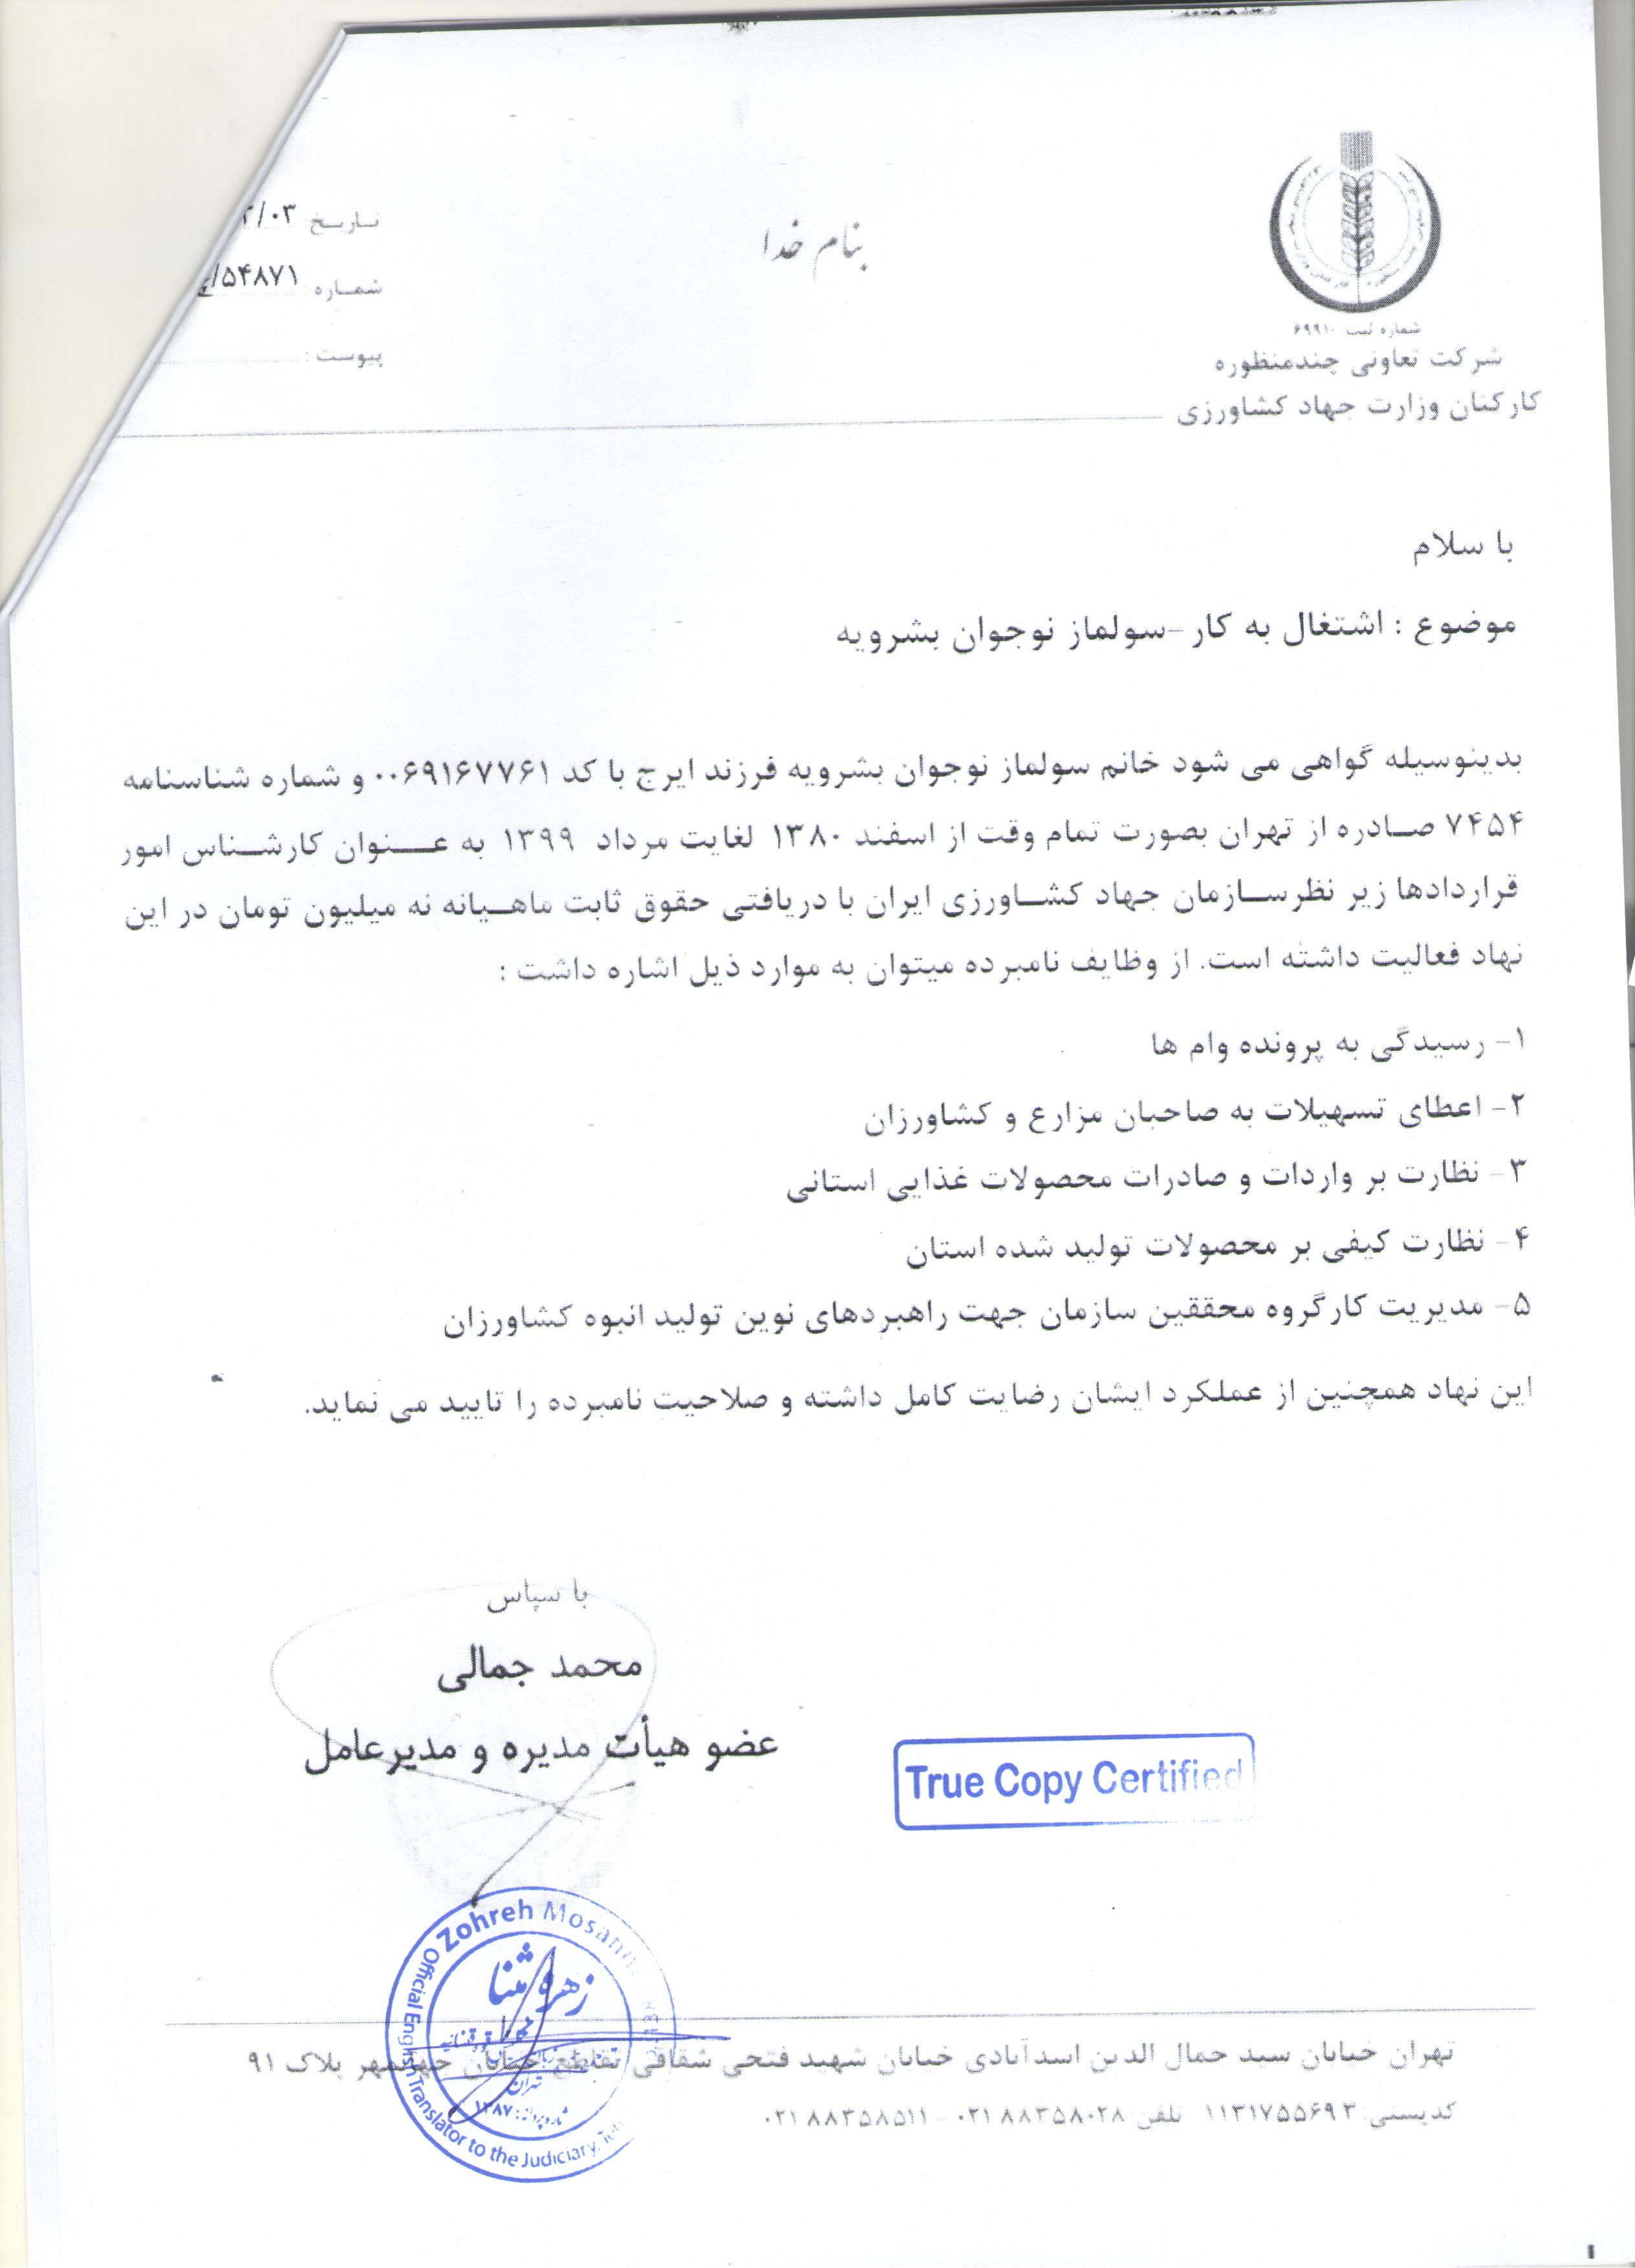 بنام خدا
تاریخ ۲/۰۳
شماره ۵۴۸۷۱/ع
پیوست :
شماره ثبت ۶۹۹۱۰
شرکت تعاونی چندمنظوره
کارکنان وزارت جهاد کشاورزی
با سلام
موضوع : اشتغال به کار -سولماز نوجوان بشرویه
بدینوسیله گواهی می شود خانم سولماز نوجوان بشرویه فرزند ایرج با کد ۰۰۶۹۱۶۷۷۶۱ و شماره شناسنامه
۷۴۵۴ صادره از تهران بصورت تمام وقت از اسفند ۱۳۸۰ لغایت مرداد ۱۳۹۹ به عنوان کارشناس امور
قراردادها زیر نظرسازمان جهاد کشاورزی ایران با دریافتی حقوق ثابت ماهیانه نه میلیون تومان در این
نهاد فعالیت داشته است. از وظایف نامبرده میتوان به موارد ذیل اشاره داشت :
۱- رسیدگی به پرونده وام ها
۲- اعطای تسهیلات به صاحبان مزارع و کشاورزان
۳- نظارت بر واردات و صادرات محصولات غذایی استانی
۴- نظارت کیفی بر محصولات تولید شده استان
۵- مدیریت کارگروه محققین سازمان جهت راهبردهای نوین تولید انبوه کشاورزان
این نهاد همچنین از عملکرد ایشان رضایت کامل داشته و صلاحیت نامبرده را تایید می نماید.
با سپاس
محمد جمالی
عضو هیأت مدیره و مدیرعامل
True Copy Certified
Zohreh
Official English Translator to the Judiciary,
زهره مثنا
تهران
شماره پروانه: ۱۳۸۷
تهران خیابان سید جمال الدین اسدآبادی خیابان شهید فتحی شقاقی تقاطع خیابان چهلمتر پلاک ۹۱
کدپستی: ۱۱۳۱۷۵۵۶۹۳ تلفن: ۰۲۱۸۸۳۵۸۰۲۸ - ۰۲۱۸۸۳۵۸۵۱۱